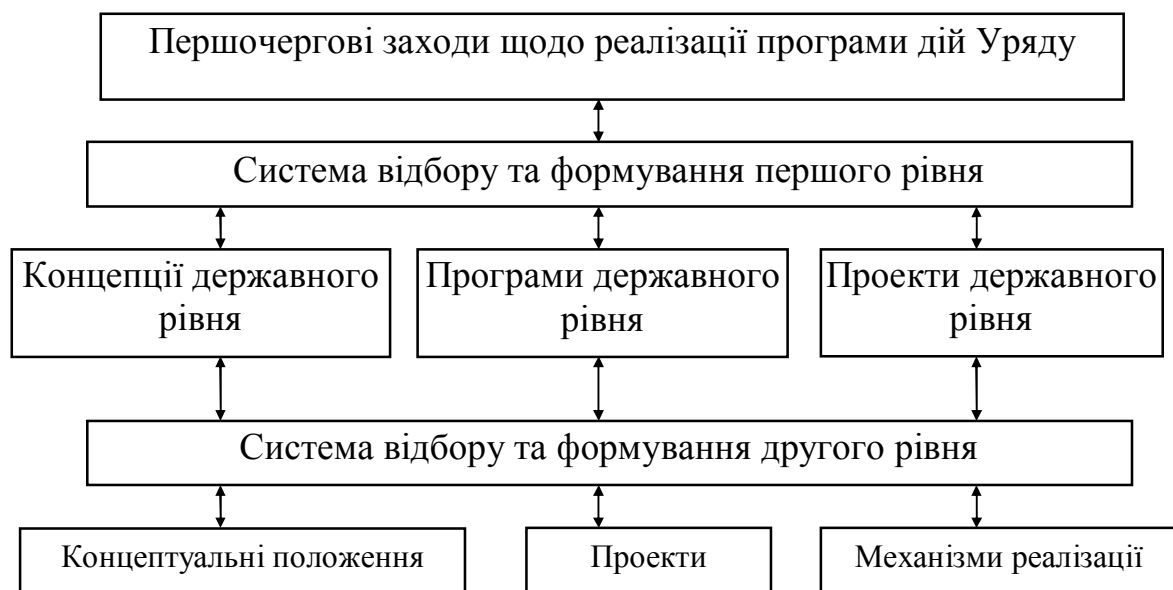 Першочергові заходи щодо реалізації програми дій Уряду
Система відбору та формування першого рівня
Концепції державного
рівня
Програми державного
рівня
Проекти державного
рівня
Система відбору та формування другого рівня
Концептуальні положення
Проекти
Механізми реалізації